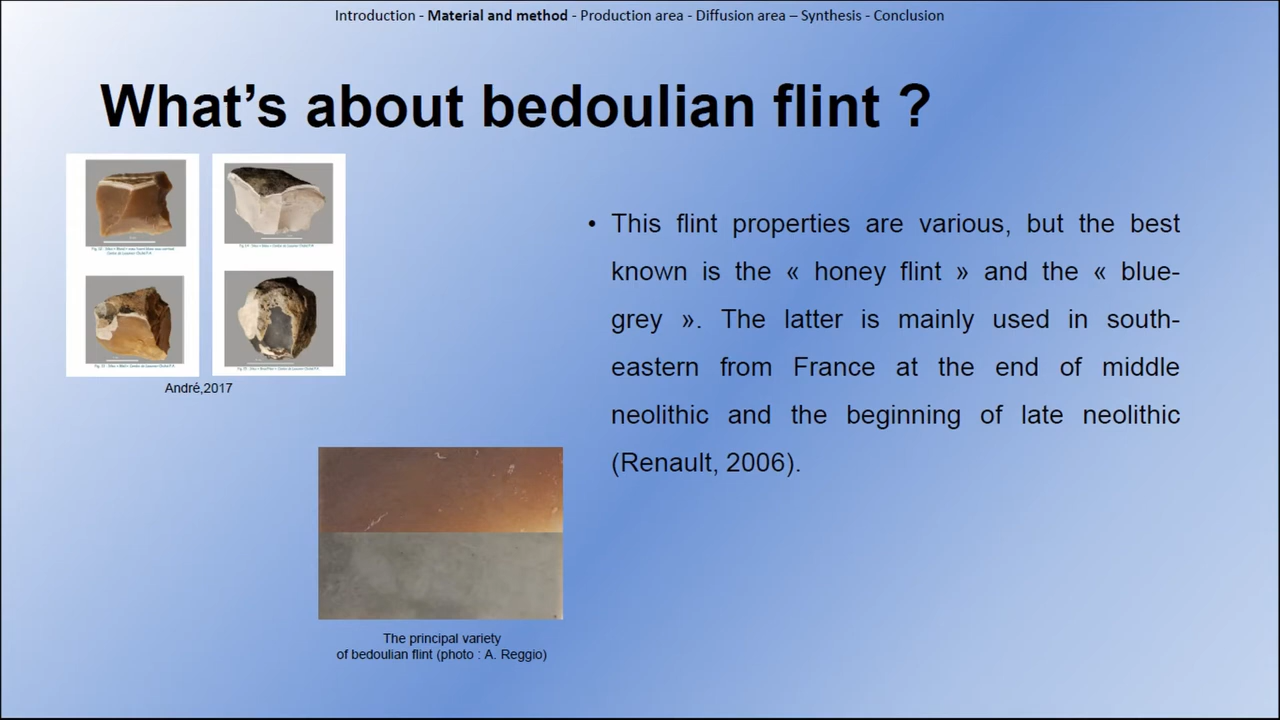 Introduction - Material and method - Production area - Diffusion area – Synthesis - Conclusion
What's about bedoulian flint ?
André,2017
• This flint properties are various, but the best
known is the « honey flint » and the « blue-
grey ». The latter is mainly used in south-
eastern from France at the end of middle
neolithic and the beginning of late neolithic
(Renault, 2006).
The principal variety
of bedoulian flint (photo : A. Reggio)